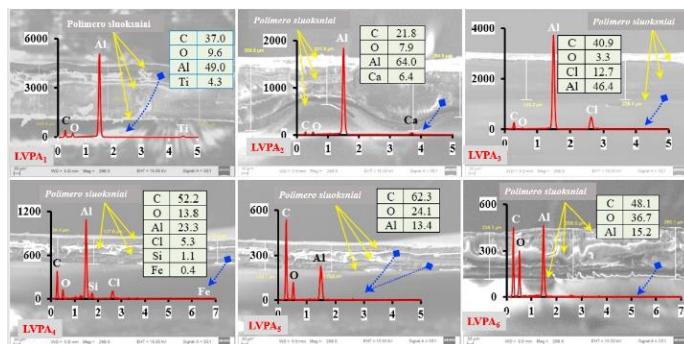 Polimero sluoksniai
C 37.0
O 9.6
Al 49.0
Ti 4.3
6000
3000
0
Al
C
O
Ti
0 1 2 3 4 5
LVPA1
Polimero sluoksniai
C 21.8
O 7.9
Al 64.0
Ca 6.4
2000
1000
0
Al
C O
Ca
0 1 2 3 4 5
LVPA2
Polimero sluoksniai
C 40.9
O 3.3
Cl 12.7
Al 46.4
4000
2000
0
Al
C O
Cl
0 1 2 3 4 5
LVPA3
Polimero sluoksniai
C 52.2
O 13.8
Al 23.3
Cl 5.3
Si 1.1
Fe 0.4
1200
600
0
Al
C
O
Si
Cl
Fe
0 1 2 3 4 5 6 7
LVPA4
Polimero sluoksniai
C 62.3
O 24.1
Al 13.4
600
300
0
C
O
Al
0 1 2 3 4 5
LVPA5
Polimero sluoksniai
C 48.1
O 36.7
Al 15.2
600
300
0
C
O
Al
0 1 2 3 4 5 6 7
LVPA6